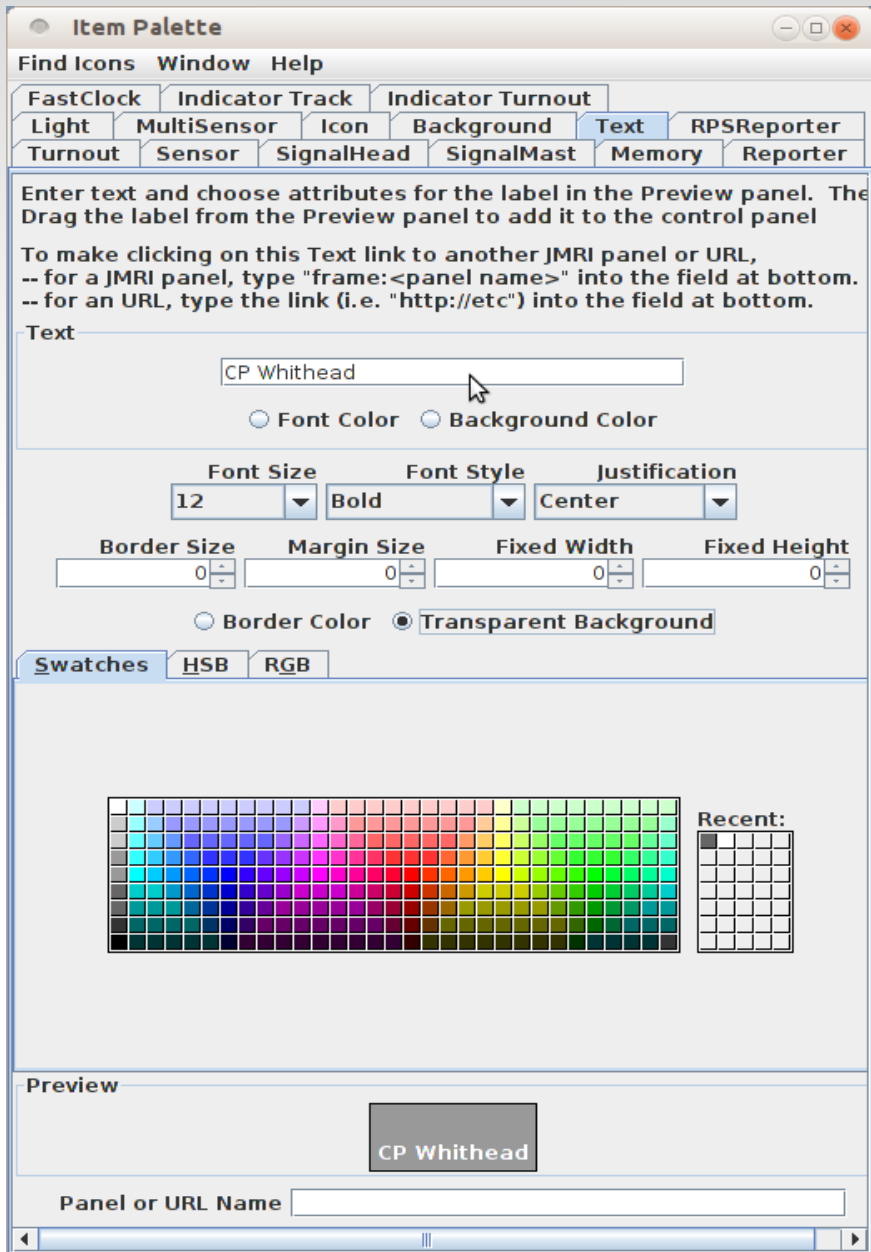 Item Palette
Find Icons Window Help
FastClock Indicator Track Indicator Turnout
Light MultiSensor Icon Background Text RPSReporter
Turnout Sensor SignalHead SignalMast Memory Reporter
Enter text and choose attributes for the label in the Preview panel. The
Drag the label from the Preview panel to add it to the control panel
To make clicking on this Text link to another JMRI panel or URL,
-- for a JMRI panel, type "frame:<panel name>" into the field at bottom.
-- for an URL, type the link (i.e. "http://etc") into the field at bottom.
Text
CP Whithead
Font Color Background Color
Font Size Font Style Justification
12 Bold Center
Border Size Margin Size Fixed Width Fixed Height
0 0 0 0
Border Color Transparent Background
Swatches HSB RGB
Recent:
Preview
CP Whithead
Panel or URL Name